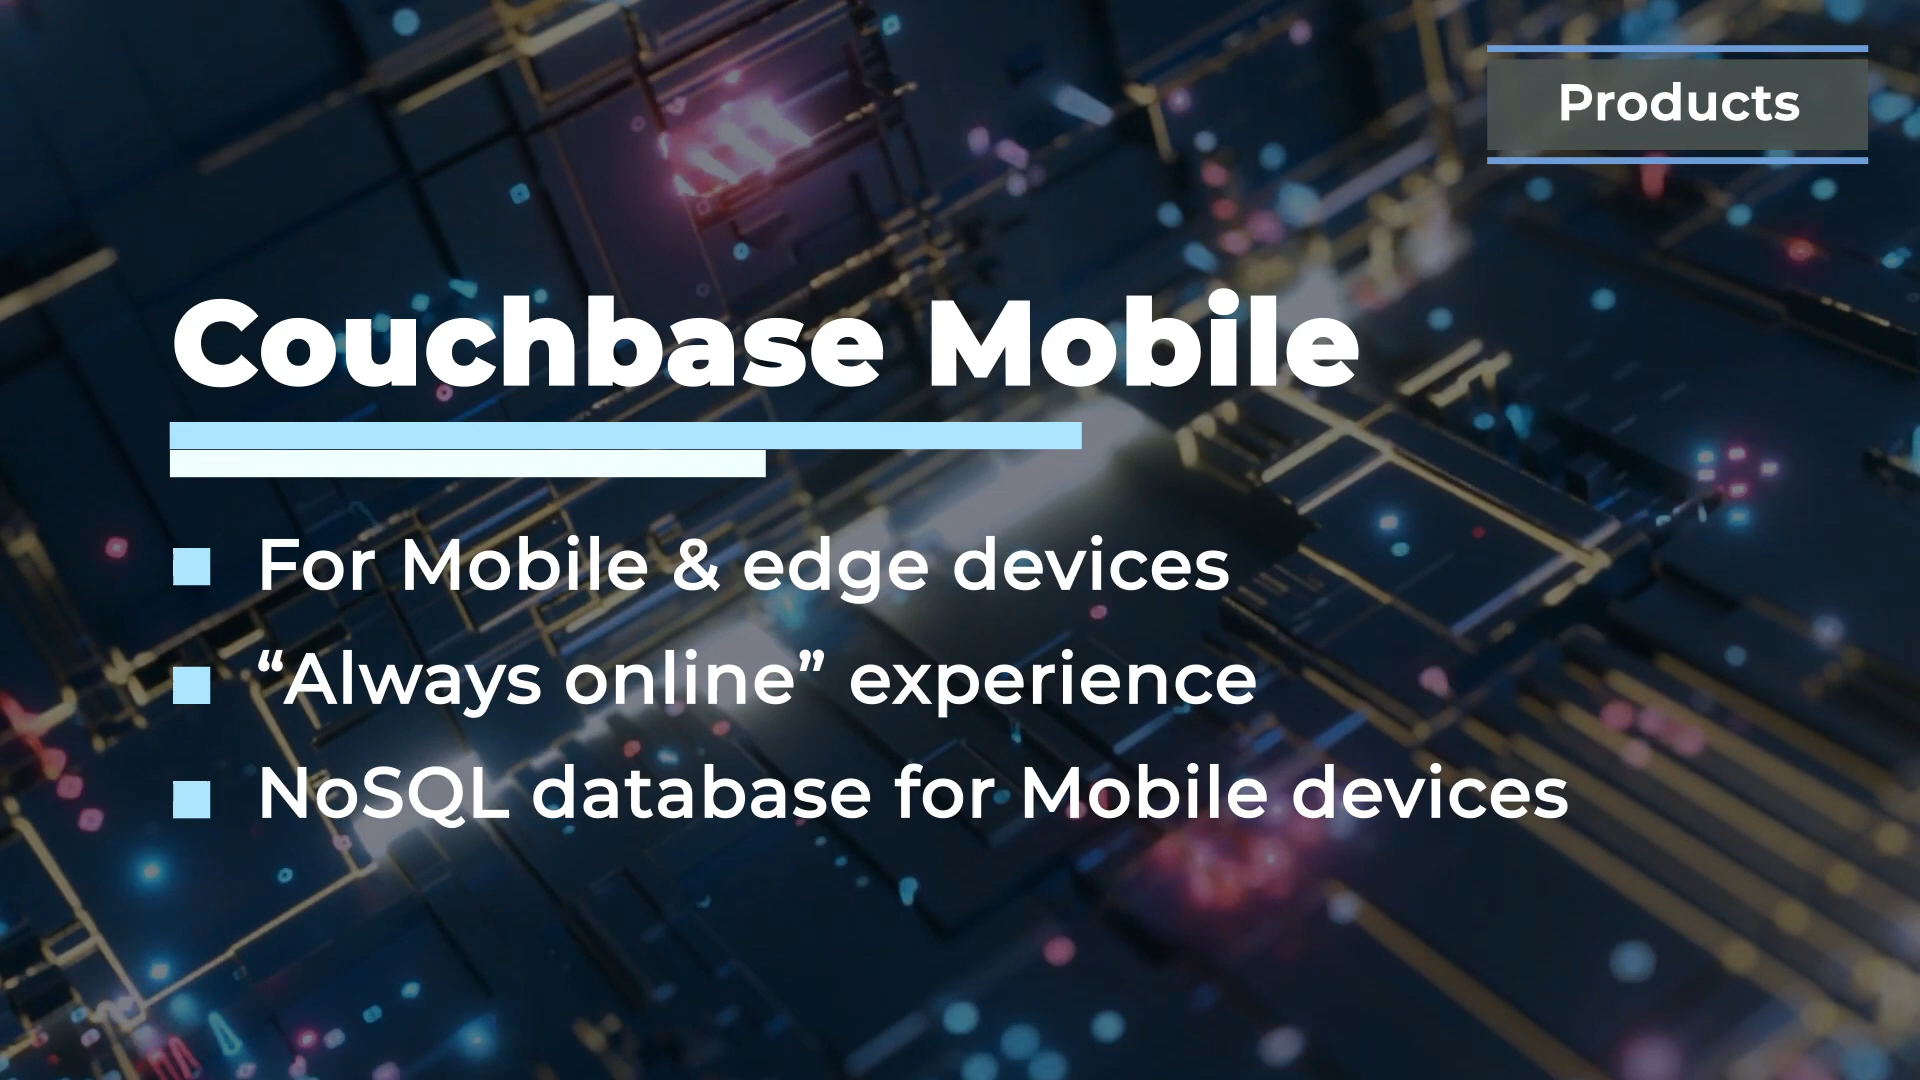 Products
Couchbase Mobile
For Mobile & edge devices
“Always online” experience
NoSQL database for Mobile devices